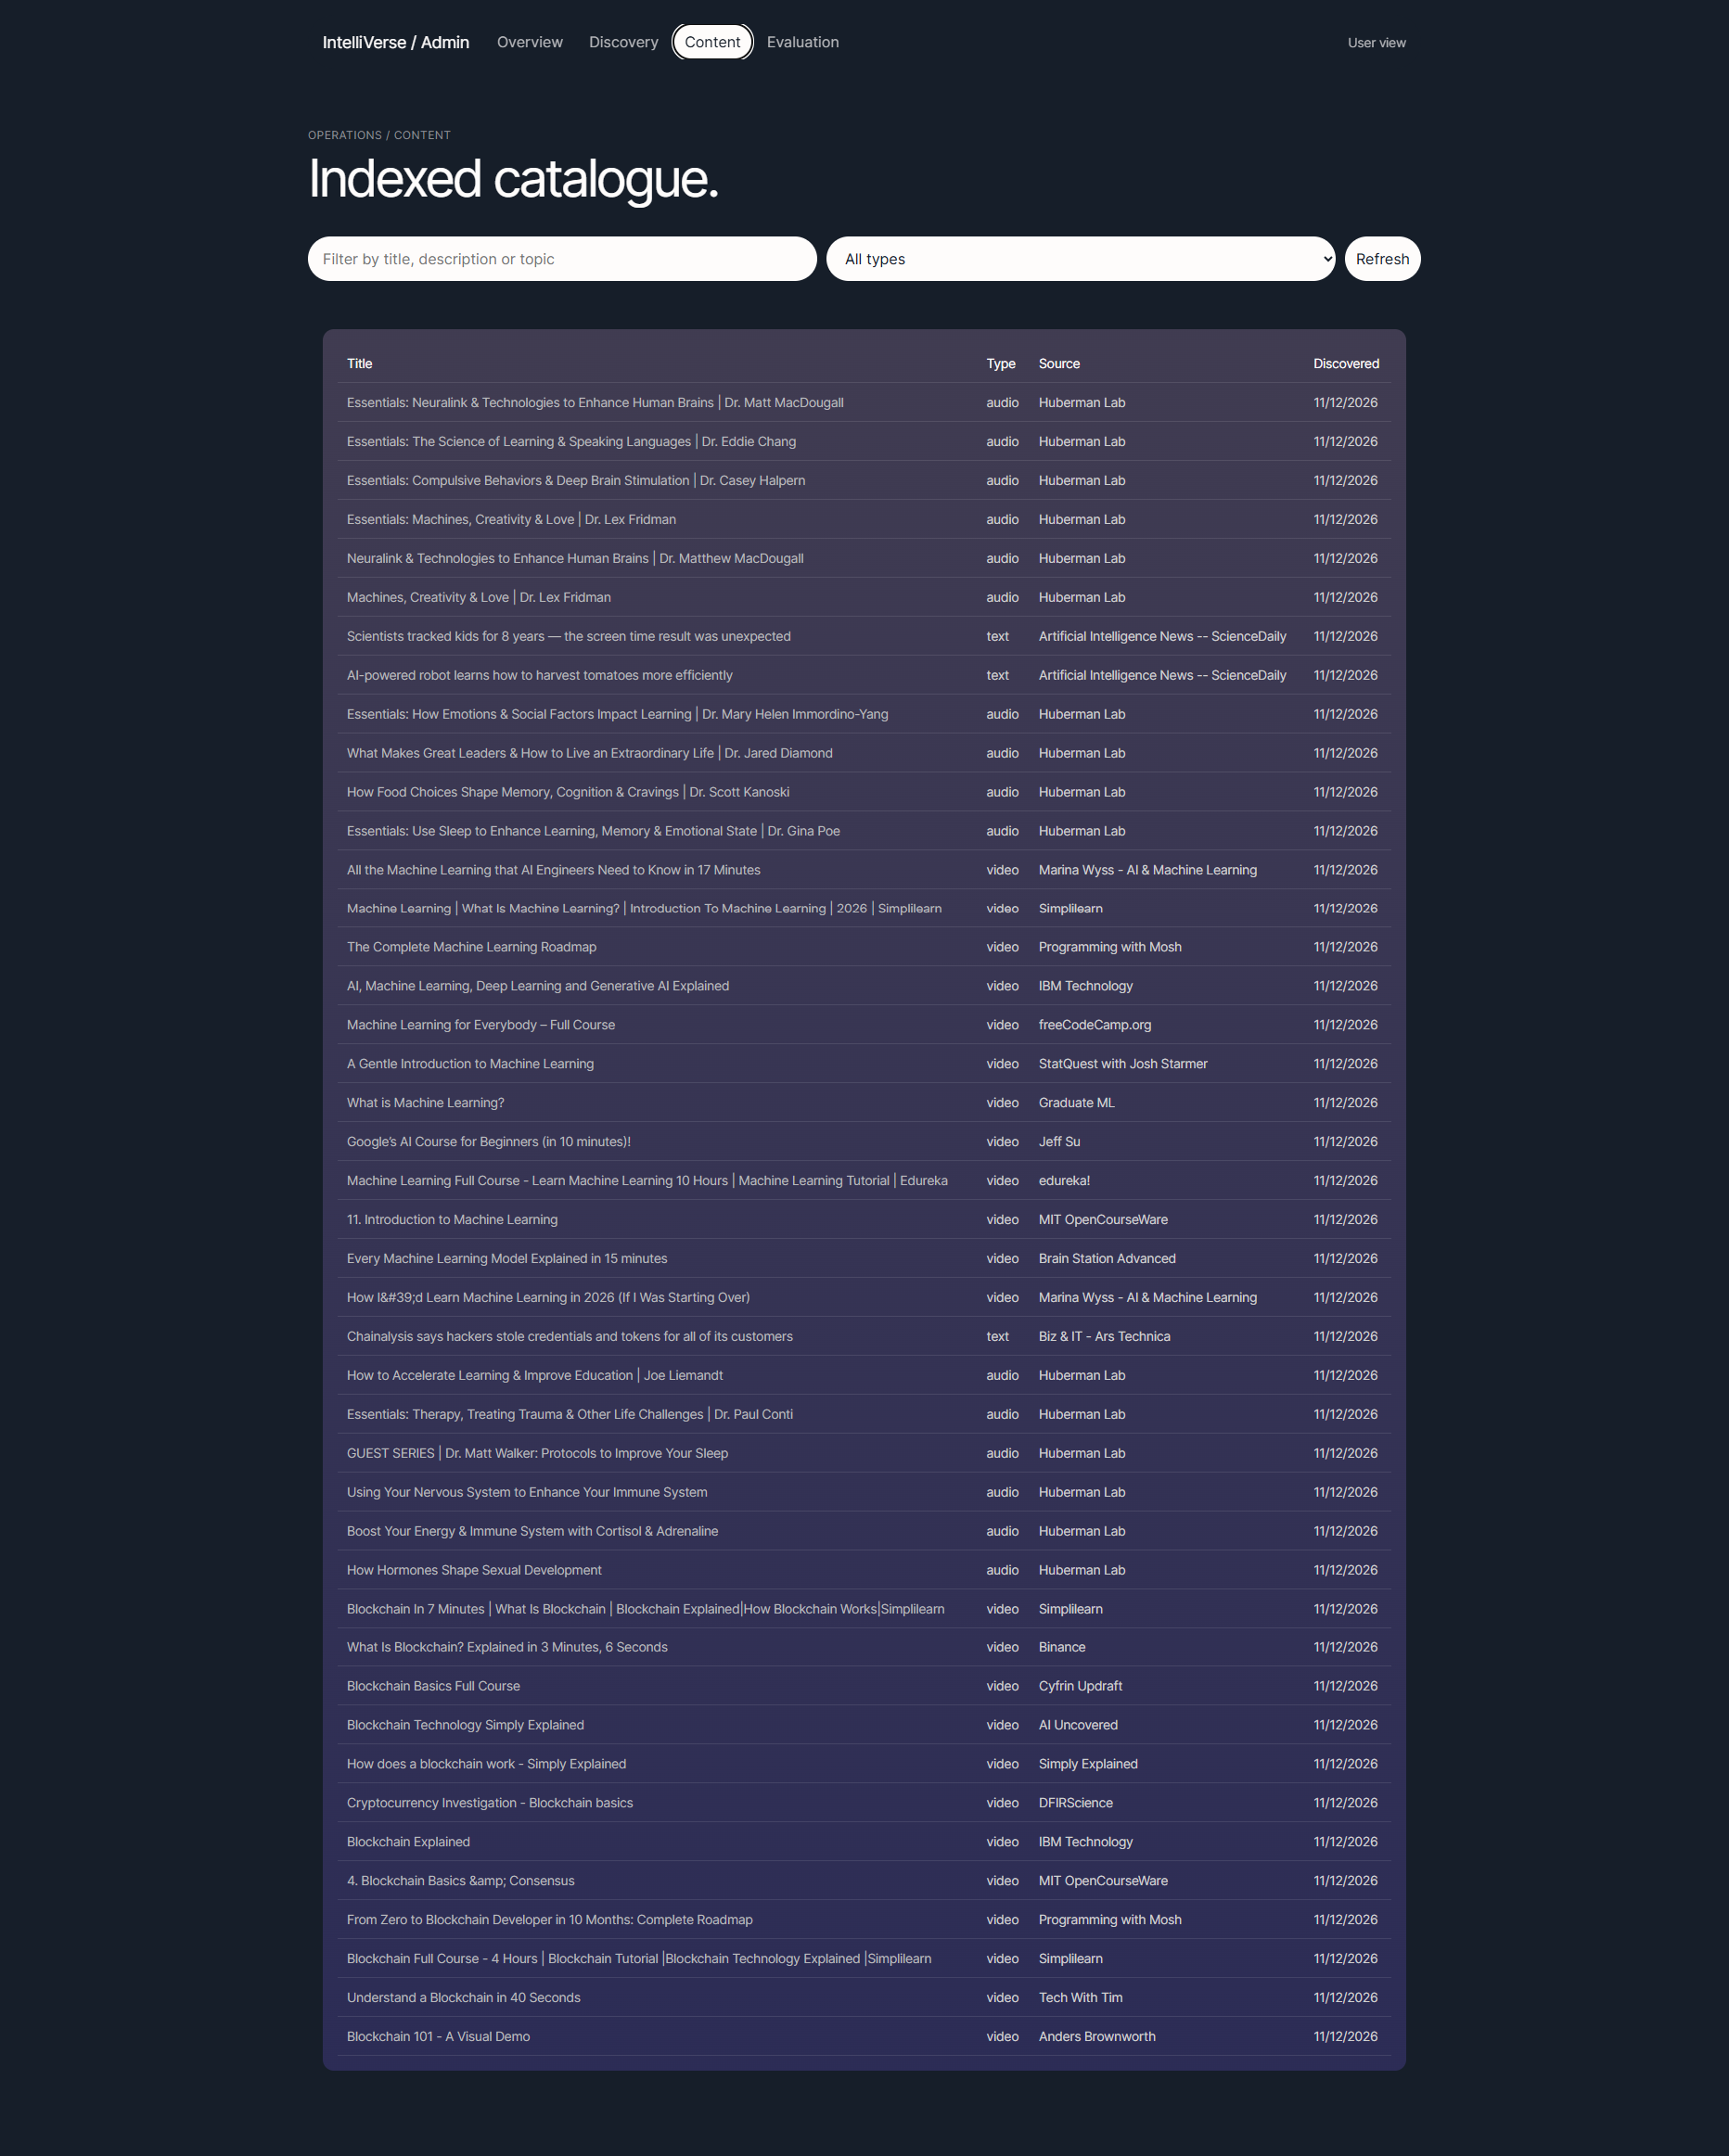 IntelliVerse / Admin Overview Discovery Content Evaluation User view
OPERATIONS / CONTENT
Indexed catalogue.
Filter by title, description or topic All types Refresh
Title Type Source Discovered
Essentials: Neuralink & Technologies to Enhance Human Brains | Dr. Matt MacDougall audio Huberman Lab 11/12/2026
Essentials: The Science of Learning & Speaking Languages | Dr. Eddie Chang audio Huberman Lab 11/12/2026
Essentials: Compulsive Behaviors & Deep Brain Stimulation | Dr. Casey Halpern audio Huberman Lab 11/12/2026
Essentials: Machines, Creativity & Love | Dr. Lex Fridman audio Huberman Lab 11/12/2026
Neuralink & Technologies to Enhance Human Brains | Dr. Matthew MacDougall audio Huberman Lab 11/12/2026
Machines, Creativity & Love | Dr. Lex Fridman audio Huberman Lab 11/12/2026
Scientists tracked kids for 8 years — the screen time result was unexpected text Artificial Intelligence News -- ScienceDaily 11/12/2026
AI-powered robot learns how to harvest tomatoes more efficiently text Artificial Intelligence News -- ScienceDaily 11/12/2026
Essentials: How Emotions & Social Factors Impact Learning | Dr. Mary Helen Immordino-Yang audio Huberman Lab 11/12/2026
What Makes Great Leaders & How to Live an Extraordinary Life | Dr. Jared Diamond audio Huberman Lab 11/12/2026
How Food Choices Shape Memory, Cognition & Cravings | Dr. Scott Kanoski audio Huberman Lab 11/12/2026
Essentials: Use Sleep to Enhance Learning, Memory & Emotional State | Dr. Gina Poe audio Huberman Lab 11/12/2026
All the Machine Learning that AI Engineers Need to Know in 17 Minutes video Marina Wyss - AI & Machine Learning 11/12/2026
Machine Learning | What Is Machine Learning? | Introduction To Machine Learning | 2026 | Simplilearn video Simplilearn 11/12/2026
The Complete Machine Learning Roadmap video Programming with Mosh 11/12/2026
AI, Machine Learning, Deep Learning and Generative AI Explained video IBM Technology 11/12/2026
Machine Learning for Everybody – Full Course video freeCodeCamp.org 11/12/2026
A Gentle Introduction to Machine Learning video StatQuest with Josh Starmer 11/12/2026
What is Machine Learning? video Graduate ML 11/12/2026
Google's AI Course for Beginners (in 10 minutes)! video Jeff Su 11/12/2026
Machine Learning Full Course - Learn Machine Learning 10 Hours | Machine Learning Tutorial | Edureka video edureka! 11/12/2026
11. Introduction to Machine Learning video MIT OpenCourseWare 11/12/2026
Every Machine Learning Model Explained in 15 minutes video Brain Station Advanced 11/12/2026
How I&#39;d Learn Machine Learning in 2026 (If I Was Starting Over) video Marina Wyss - AI & Machine Learning 11/12/2026
Chainalysis says hackers stole credentials and tokens for all of its customers text Biz & IT - Ars Technica 11/12/2026
How to Accelerate Learning & Improve Education | Joe Liemandt audio Huberman Lab 11/12/2026
Essentials: Therapy, Treating Trauma & Other Life Challenges | Dr. Paul Conti audio Huberman Lab 11/12/2026
GUEST SERIES | Dr. Matt Walker: Protocols to Improve Your Sleep audio Huberman Lab 11/12/2026
Using Your Nervous System to Enhance Your Immune System audio Huberman Lab 11/12/2026
Boost Your Energy & Immune System with Cortisol & Adrenaline audio Huberman Lab 11/12/2026
How Hormones Shape Sexual Development audio Huberman Lab 11/12/2026
Blockchain In 7 Minutes | What Is Blockchain | Blockchain Explained|How Blockchain Works|Simplilearn video Simplilearn 11/12/2026
What Is Blockchain? Explained in 3 Minutes, 6 Seconds video Binance 11/12/2026
Blockchain Basics Full Course video Cyfrin Updraft 11/12/2026
Blockchain Technology Simply Explained video AI Uncovered 11/12/2026
How does a blockchain work - Simply Explained video Simply Explained 11/12/2026
Cryptocurrency Investigation - Blockchain basics video DFIRScience 11/12/2026
Blockchain Explained video IBM Technology 11/12/2026
4. Blockchain Basics &amp; Consensus video MIT OpenCourseWare 11/12/2026
From Zero to Blockchain Developer in 10 Months: Complete Roadmap video Programming with Mosh 11/12/2026
Blockchain Full Course - 4 Hours | Blockchain Tutorial |Blockchain Technology Explained |Simplilearn video Simplilearn 11/12/2026
Understand a Blockchain in 40 Seconds video Tech With Tim 11/12/2026
Blockchain 101 - A Visual Demo video Anders Brownworth 11/12/2026